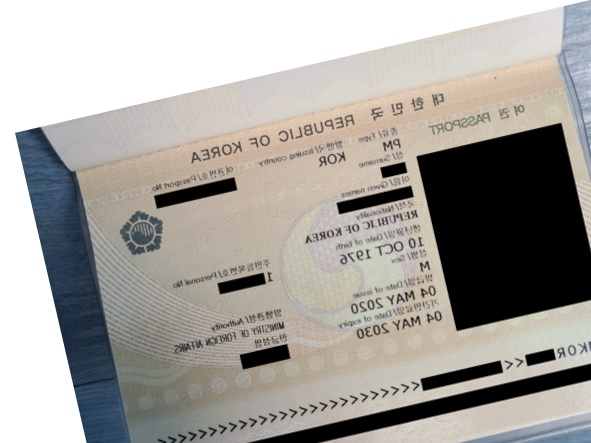 대한민국 REPUBLIC OF KOREA
여권 PASSPORT
종류/Type 발행국/Issuing country 여권번호/Passport No.
PM KOR
성/Surname
이름/Given names
국적/Nationality
REPUBLIC OF KOREA
생년월일/Date of birth 주민등록번호/Personal No.
10 OCT 1976 1
성별/Sex
M
발급일/Date of issue 발행관청/Authority
04 MAY 2020 MINISTRY OF FOREIGN AFFAIRS
기간만료일/Date of expiry 한글성명
04 MAY 2030
KOR << <<<<<<<<<<<<<<<<<<<<<<